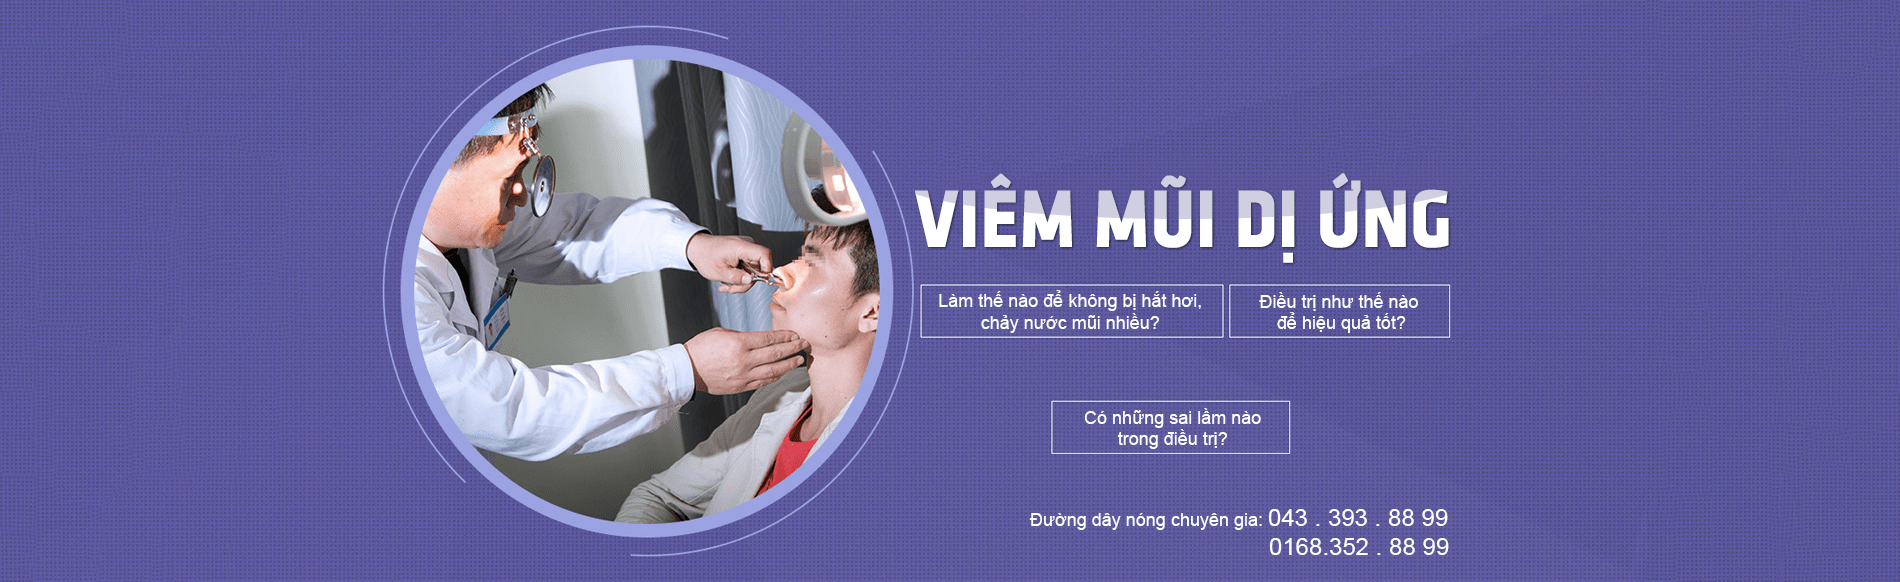 VIÊM MŨI DỊ ỨNG
Làm thế nào để không bị hắt hơi,
chảy nước mũi nhiều?
Điều trị như thế nào
để hiệu quả tốt?
Có những sai lầm nào
trong điều trị?
Đường dây nóng chuyên gia: 043 . 393 . 88 99
0168.352 . 88 99